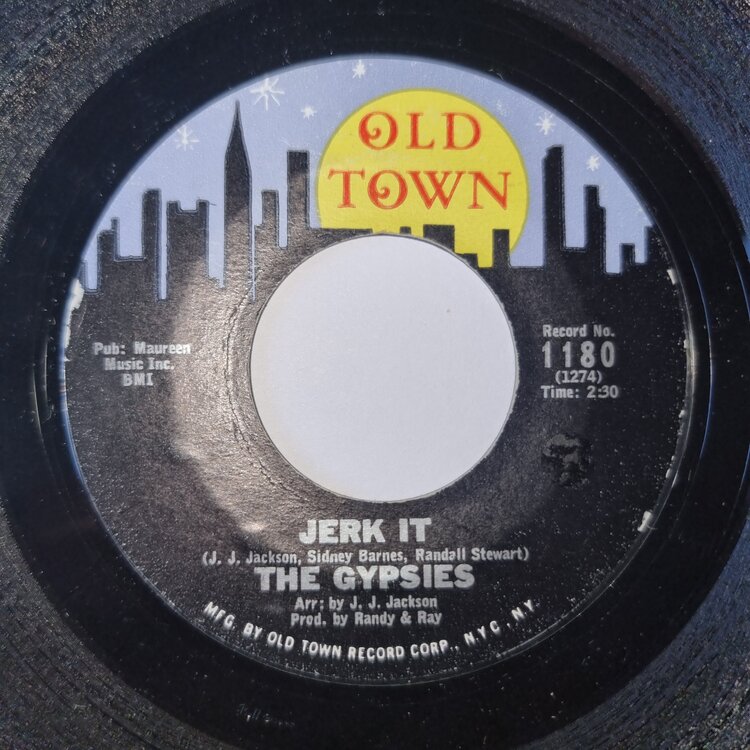 OLD
TOWN
Pub: Maureen
Music Inc.
BMI
Record No.
1180
(1274)
Time: 2:30
JERK IT
(J. J. Jackson, Sidney Barnes, Randall Stewart)
THE GYPSIES
Arr: by J. J. Jackson
Prod. by Randy & Ray
MFG. BY OLD TOWN RECORD CORP., N.Y.C., N.Y.